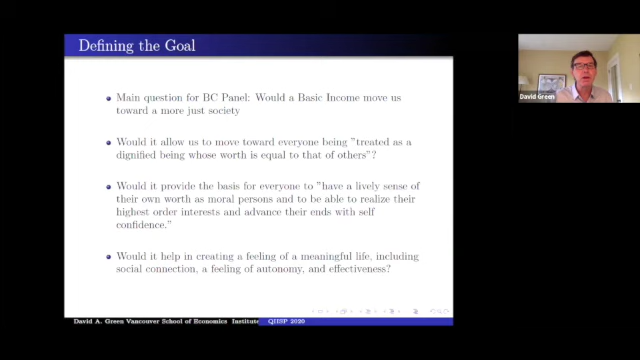 Defining the Goal
Main question for BC Panel: Would a Basic Income move us
toward a more just society
Would it allow us to move toward everyone being "treated as a
dignified being whose worth is equal to that of others"?
Would it provide the basis for everyone to "have a lively sense of
their own worth as moral persons and to be able to realize their
highest order interests and advance their ends with self
confidence."
Would it help in creating a feeling of a meaningful life, including
social connection, a feeling of autonomy, and effectiveness?
David A. Green Vancouver School of Economics Institute QIISP 2020
David Green